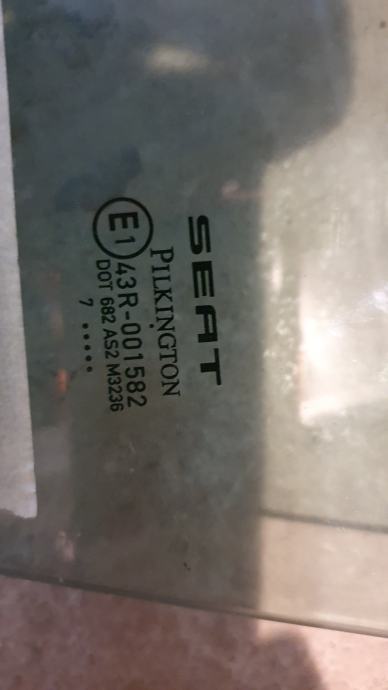 SEAT
PILKINGTON
E1 43R-001582
DOT 682 AS2 M3236
7 •••••